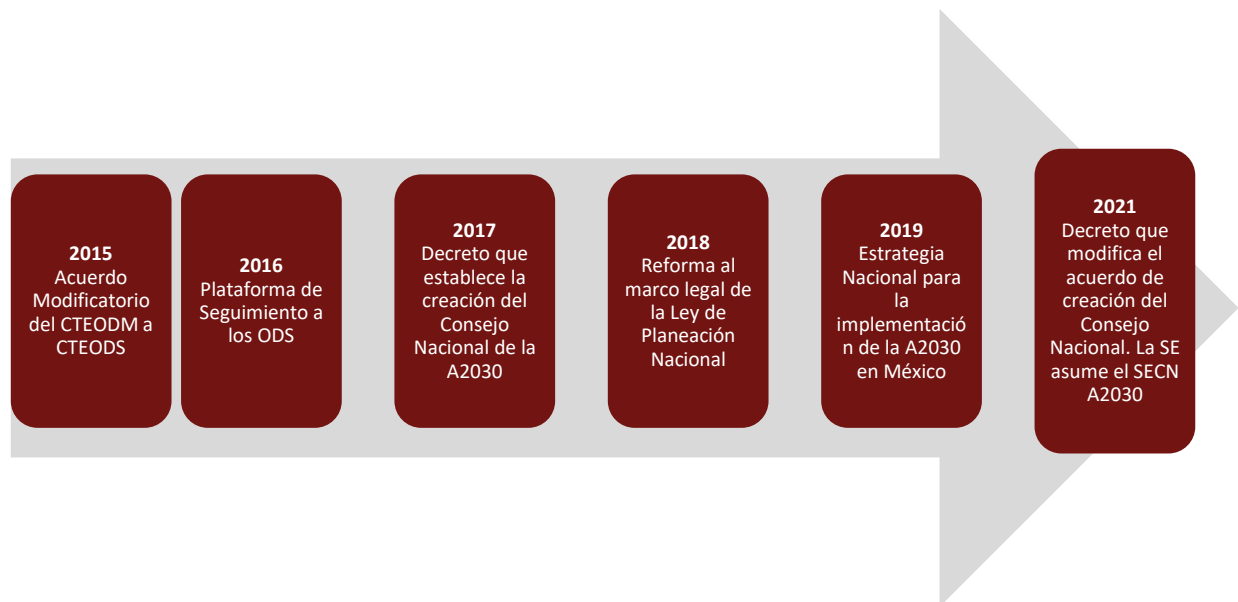 2015
Acuerdo
Modificatorio
del CTEODM a
CTEODS
2016
Plataforma de
Seguimiento a
los ODS
2017
Decreto que
establece la
creación del
Consejo
Nacional de la
A2030
2018
Reforma al
marco legal de
la Ley de
Planeación
Nacional
2019
Estrategia
Nacional para
la
implementació
n de la A2030
en México
2021
Decreto que
modifica el
acuerdo de
creación del
Consejo
Nacional. La SE
asume el SECN
A2030